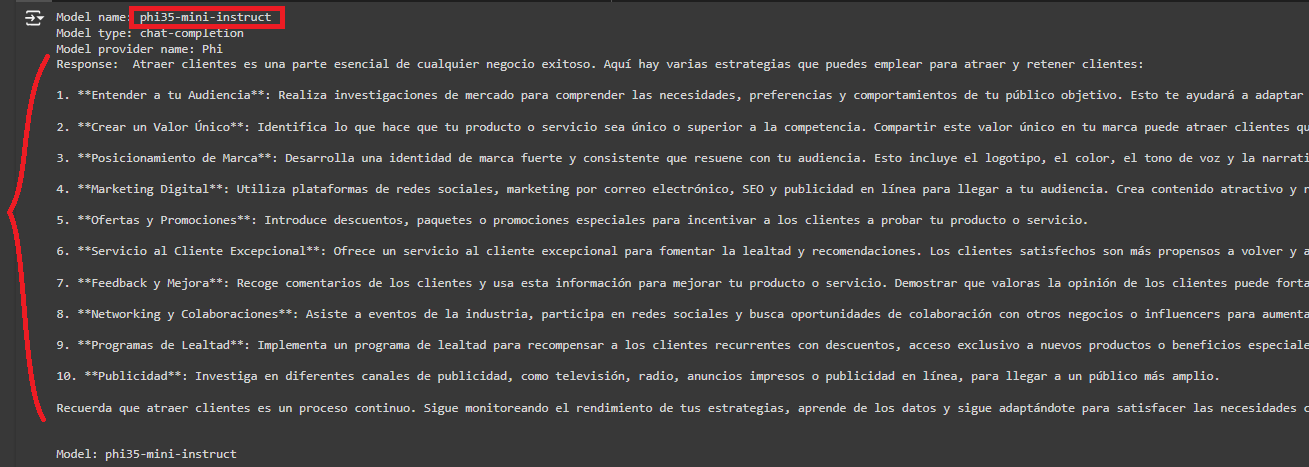 Model name: phi35-mini-instruct
Model type: chat-completion
Model provider name: Phi
Response:  Atraer clientes es una parte esencial de cualquier negocio exitoso. Aquí hay varias estrategias que puedes emplear para atraer y retener clientes:
1. **Entender a tu Audiencia**: Realiza investigaciones de mercado para comprender las necesidades, preferencias y comportamientos de tu público objetivo. Esto te ayudará a adaptar
2. **Crear un Valor Único**: Identifica lo que hace que tu producto o servicio sea único o superior a la competencia. Compartir este valor único en tu marca puede atraer clientes qu
3. **Posicionamiento de Marca**: Desarrolla una identidad de marca fuerte y consistente que resuene con tu audiencia. Esto incluye el logotipo, el color, el tono de voz y la narrati
4. **Marketing Digital**: Utiliza plataformas de redes sociales, marketing por correo electrónico, SEO y publicidad en línea para llegar a tu audiencia. Crea contenido atractivo y r
5. **Ofertas y Promociones**: Introduce descuentos, paquetes o promociones especiales para incentivar a los clientes a probar tu producto o servicio.
6. **Servicio al Cliente Excepcional**: Ofrece un servicio al cliente excepcional para fomentar la lealtad y recomendaciones. Los clientes satisfechos son más propensos a volver y a
7. **Feedback y Mejora**: Recoge comentarios de los clientes y usa esta información para mejorar tu producto o servicio. Demostrar que valoras la opinión de los clientes puede forta
8. **Networking y Colaboraciones**: Asiste a eventos de la industria, participa en redes sociales y busca oportunidades de colaboración con otros negocios o influencers para aumenta
9. **Programas de Lealtad**: Implementa un programa de lealtad para recompensar a los clientes recurrentes con descuentos, acceso exclusivo a nuevos productos o beneficios especiale
10. **Publicidad**: Investiga en diferentes canales de publicidad, como televisión, radio, anuncios impresos o publicidad en línea, para llegar a un público más amplio.
Recuerda que atraer clientes es un proceso continuo. Sigue monitoreando el rendimiento de tus estrategias, aprende de los datos y sigue adaptándote para satisfacer las necesidades c
Model: phi35-mini-instruct